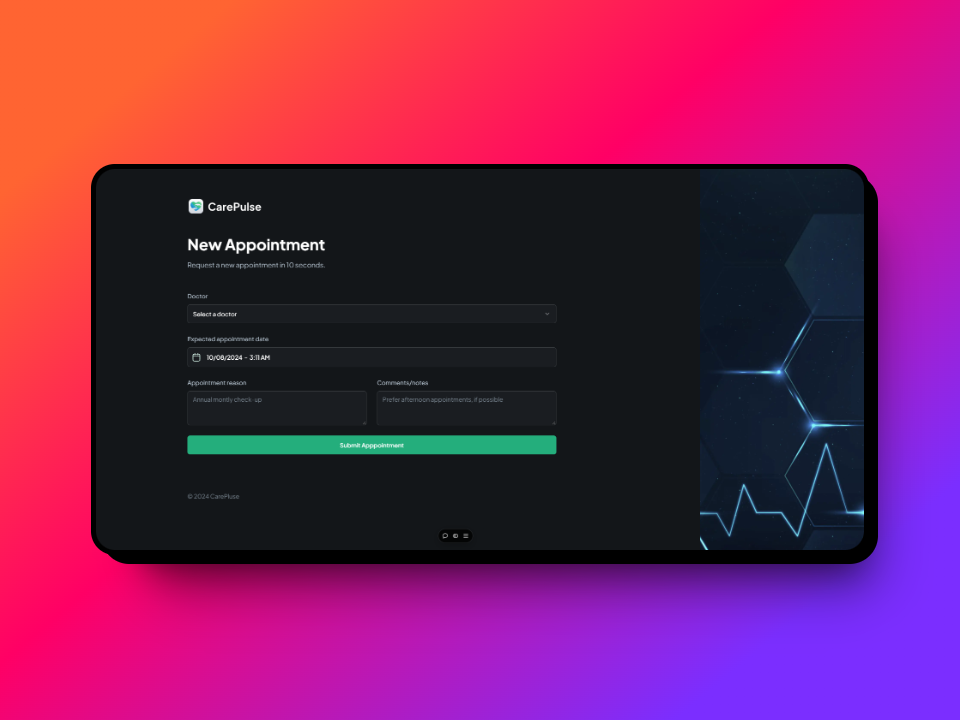 CarePulse
New Appointment
Request a new appointment in 10 seconds.
Doctor
Select a doctor
Expected appointment date
10/08/2024 - 3:11 AM
Appointment reason
Comments/notes
Annual montly check-up
Prefer afternoon appointments, if possible
Submit Apppointment
© 2024 CarePluse